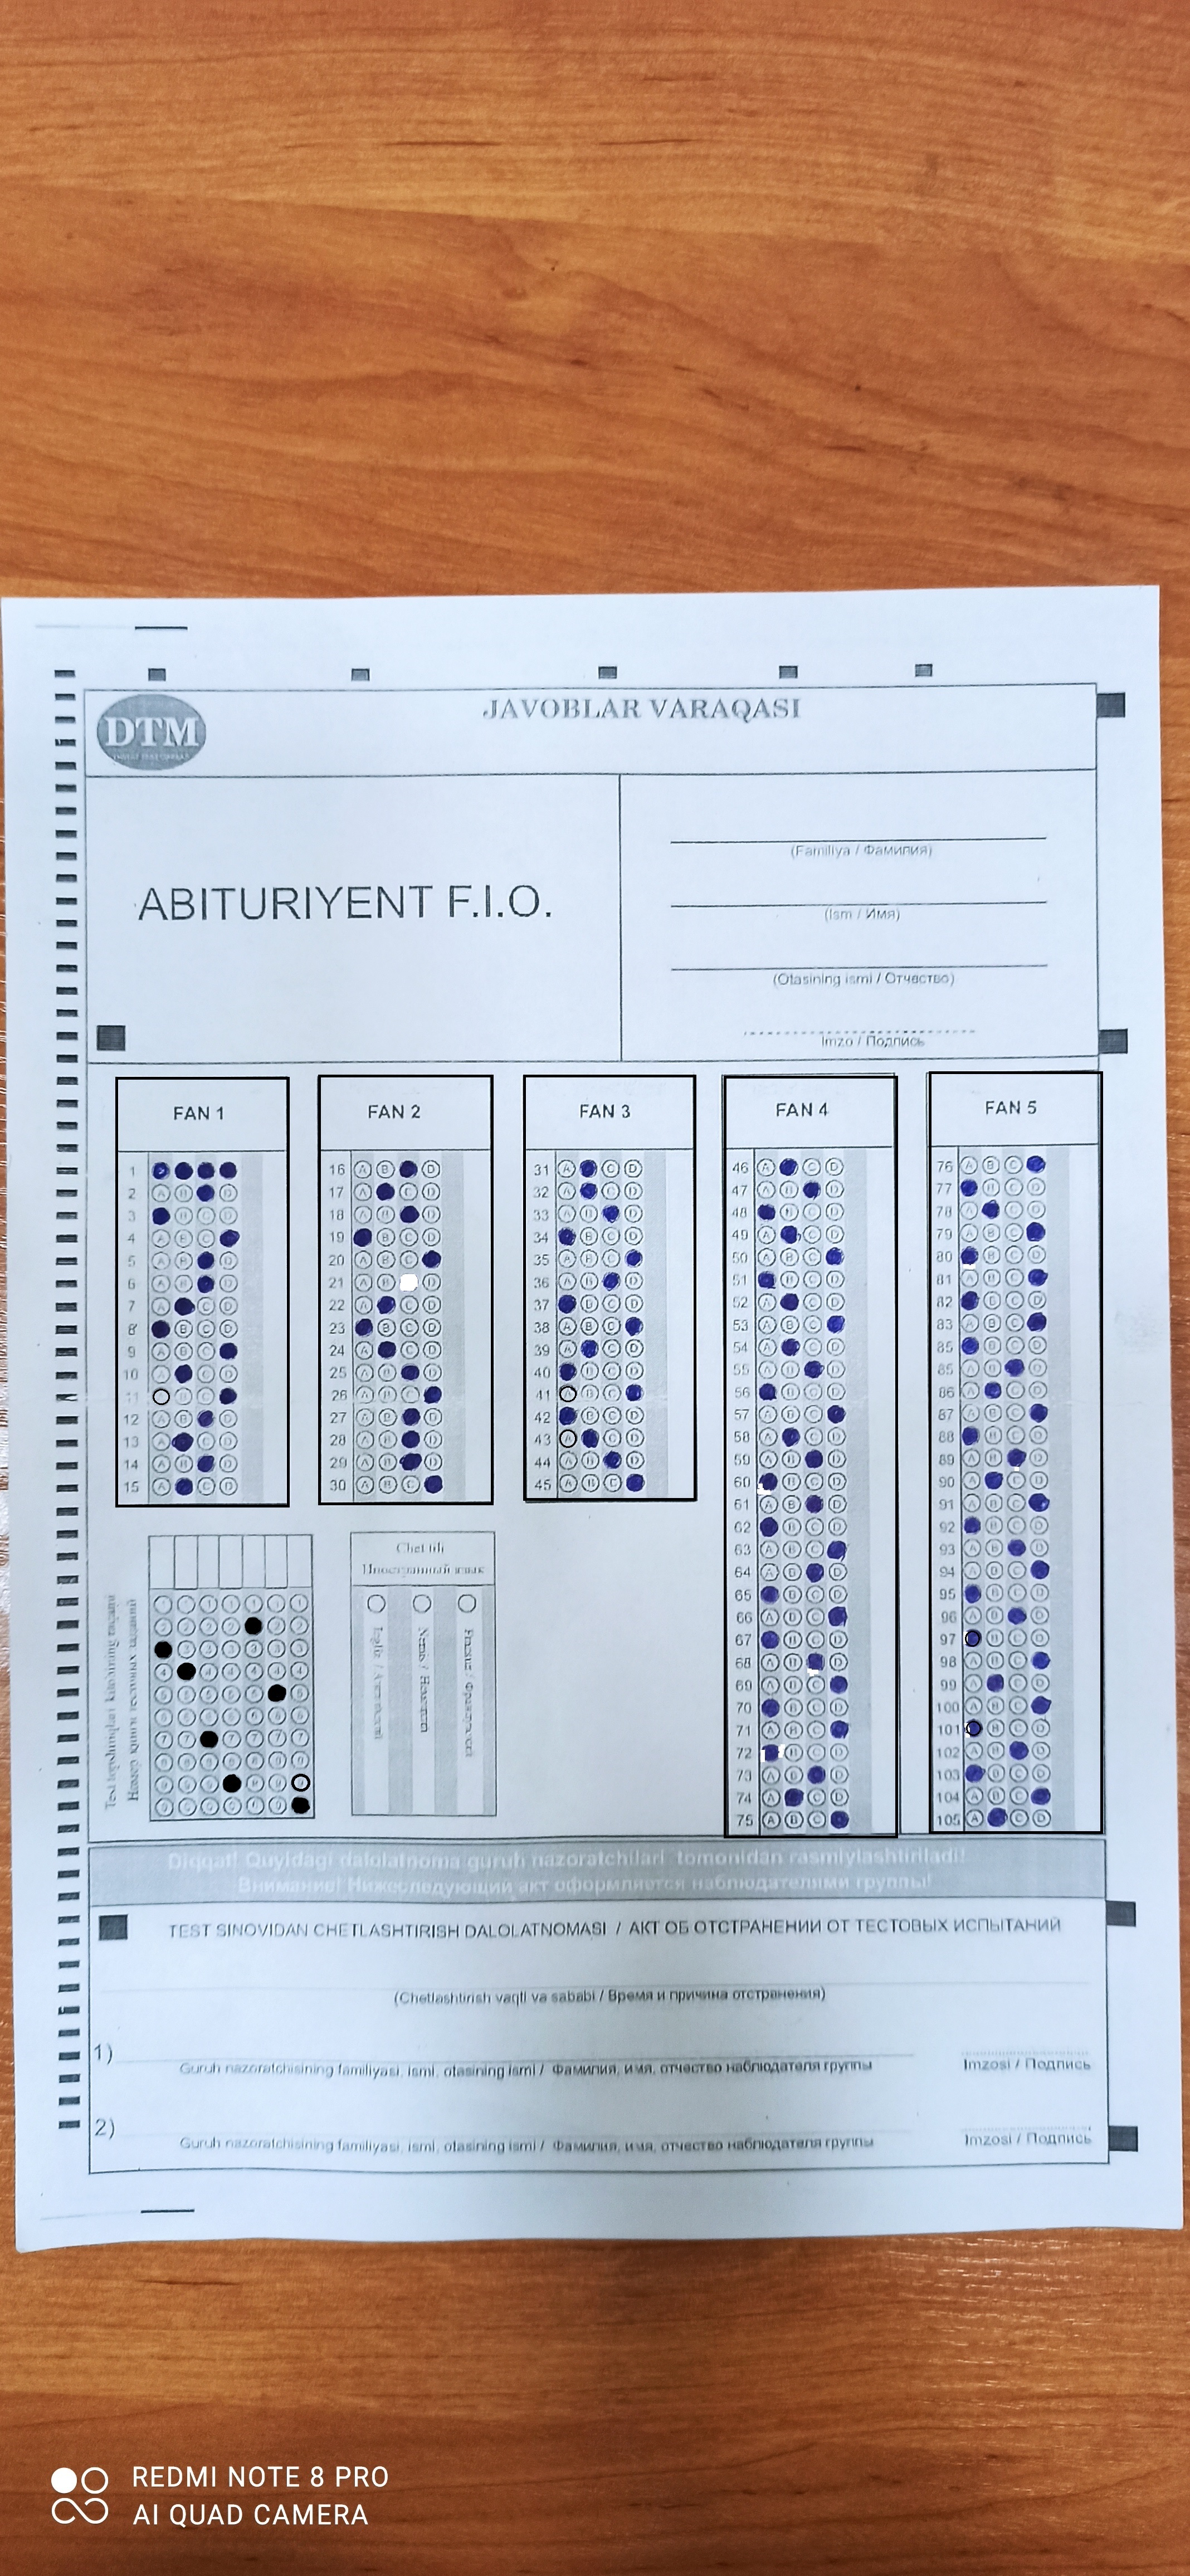 JAVOBLAR VARAQASI
DTM
ABITURIYENT F.I.O.
(Familiya / Фамилия)
(Ism / Имя)
(Otasining ismi / Отчество)
Imzo / Подпись
FAN 1
FAN 2
FAN 3
FAN 4
FAN 5
1
2 A B D
3 B C D
4 A B C
5 A B D
6 A B D
7 A C D
8 B C D
9 A B C
10 A C D
11 B C
12 A B D
13 A C D
14 A B D
15 A C D
16 A B D
17 A C D
18 A B D
19 B C D
20 A B C
21 A B D
22 A C D
23 B C D
24 A C D
25 A B D
26 A B C
27 A B D
28 A B D
29 A B D
30 A B C
31 A C D
32 A C D
33 A B D
34 B C D
35 A B C
36 A B D
37 B C D
38 A B C
39 A C D
40 B C D
41 A B C
42 B C D
43 A C D
44 A B D
45 A B C
46 A C D
47 A B D
48 B C D
49 A C D
50 A B C
51 B C D
52 A C D
53 A B C
54 A C D
55 A B D
56 B C D
57 A B C
58 A C D
59 A B D
60 B C D
61 A B D
62 B C D
63 A B C
64 A B D
65 B C D
66 A B C
67 B C D
68 A B D
69 A B C
70 B C D
71 A B C
72 B C D
73 A B D
74 A C D
75 A B C
76 A B C
77 B C D
78 A C D
79 A B C
80 B C D
81 A B C
82 B C D
83 A B C
85 B C D
85 A B D
86 A C D
87 A B C
88 B C D
89 A B D
90 A C D
91 A B C
92 B C D
93 A B D
94 A B C
95 B C D
96 A B D
97 B C D
98 A B C
99 A C D
100 A B C
101 B C D
102 A B D
103 B C D
104 A B C
105 A C D
Test topshiriqlari kitobining raqami
Номер книги тестовых заданий
Chet tili
Иностранный язык
Ingliz / Английский
Nemis / Немецкий
Fransuz / Французский
Diqqat! Quyidagi dalolatnoma guruh nazoratchilari tomonidan rasmiylashtiriladi!
Внимание! Нижеследующий акт оформляется наблюдателями группы!
TEST SINOVIDAN CHETLASHTIRISH DALOLATNOMASI / АКТ ОБ ОТСТРАНЕНИИ ОТ ТЕСТОВЫХ ИСПЫТАНИЙ
(Chetlashtirish vaqti va sababi / Время и причина отстранения)
1)
Guruh nazoratchisining familiyasi, ismi, otasining ismi / Фамилия, имя, отчество наблюдателя группы
Imzosi / Подпись
2)
Guruh nazoratchisining familiyasi, ismi, otasining ismi / Фамилия, имя, отчество наблюдателя группы
Imzosi / Подпись
REDMI NOTE 8 PRO
AI QUAD CAMERA